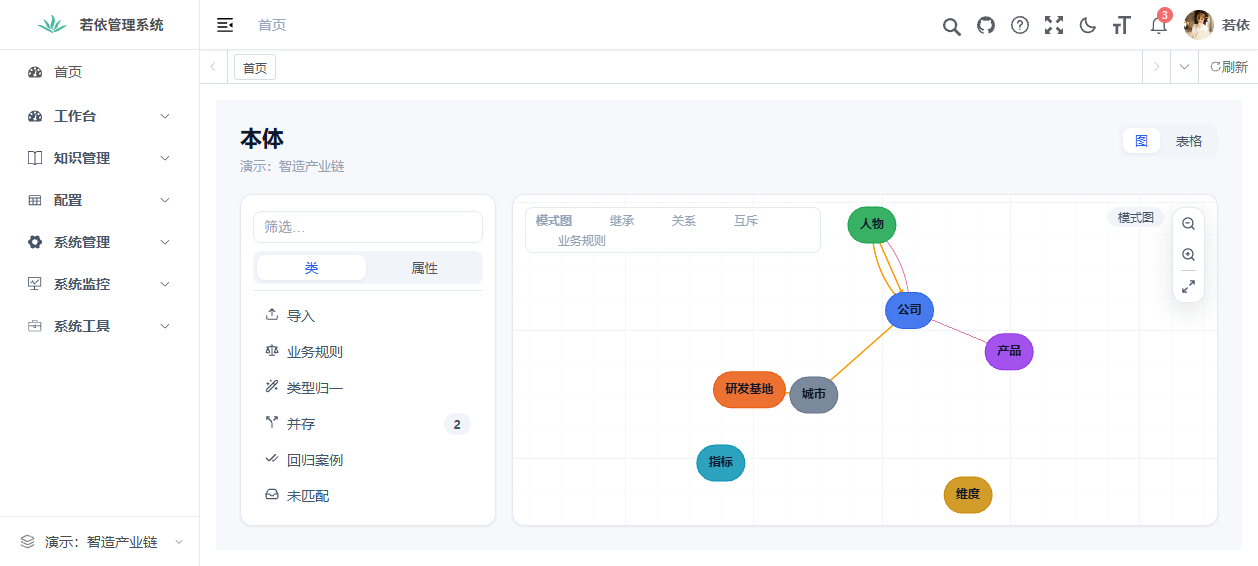 若依管理系统
首页
3
若依
首页
刷新
首页
工作台
知识管理
配置
系统管理
系统监控
系统工具
演示：智造产业链
本体
演示：智造产业链
图 表格
筛选...
类 属性
导入
业务规则
类型归一
并存 2
回归案例
未匹配
模式图 继承 关系 互斥
业务规则
模式图
人物
公司
产品
研发基地
城市
指标
维度